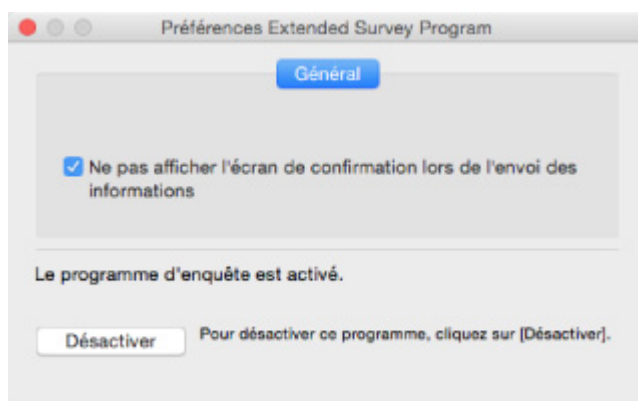 Préférences Extended Survey Program
Général
Ne pas afficher l'écran de confirmation lors de l'envoi des
informations
Le programme d'enquête est activé.
Désactiver
Pour désactiver ce programme, cliquez sur [Désactiver].